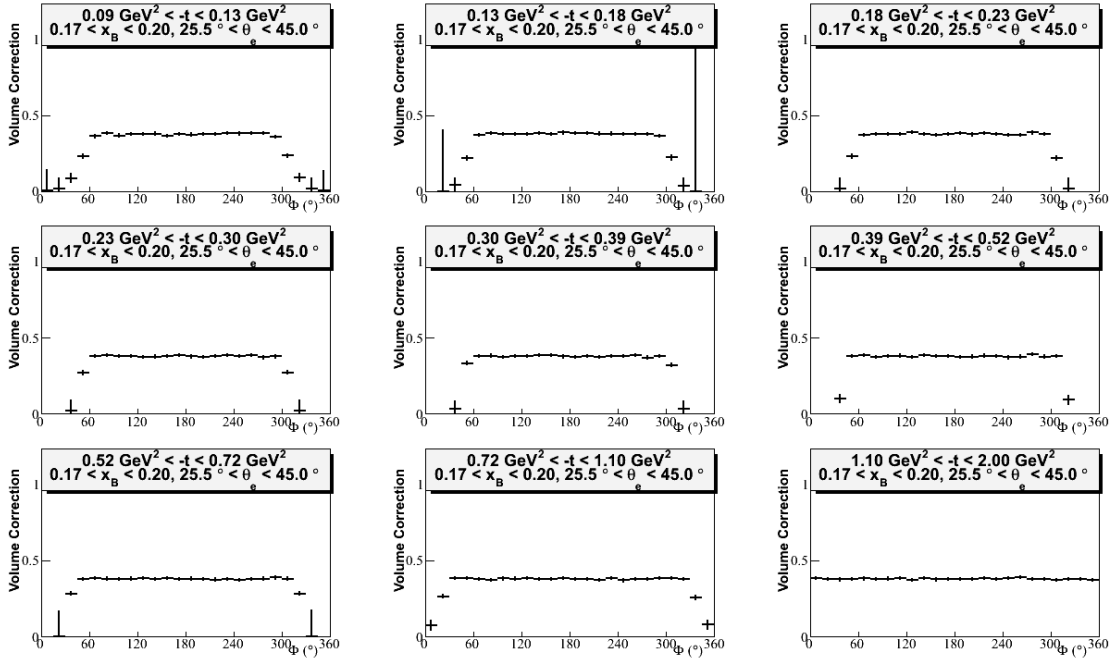 0.09 GeV² < -t < 0.13 GeV²
0.17 < x_B < 0.20, 25.5 ° < θ_e < 45.0 °
Volume Correction
1
0.5
0
0 60 120 180 240 300 360
Φ (°)
0.13 GeV² < -t < 0.18 GeV²
0.17 < x_B < 0.20, 25.5 ° < θ_e < 45.0 °
Volume Correction
1
0.5
0
0 60 120 180 240 300 360
Φ (°)
0.18 GeV² < -t < 0.23 GeV²
0.17 < x_B < 0.20, 25.5 ° < θ_e < 45.0 °
Volume Correction
1
0.5
0
0 60 120 180 240 300 360
Φ (°)
0.23 GeV² < -t < 0.30 GeV²
0.17 < x_B < 0.20, 25.5 ° < θ_e < 45.0 °
Volume Correction
1
0.5
0
0 60 120 180 240 300 360
Φ (°)
0.30 GeV² < -t < 0.39 GeV²
0.17 < x_B < 0.20, 25.5 ° < θ_e < 45.0 °
Volume Correction
1
0.5
0
0 60 120 180 240 300 360
Φ (°)
0.39 GeV² < -t < 0.52 GeV²
0.17 < x_B < 0.20, 25.5 ° < θ_e < 45.0 °
Volume Correction
1
0.5
0
0 60 120 180 240 300 360
Φ (°)
0.52 GeV² < -t < 0.72 GeV²
0.17 < x_B < 0.20, 25.5 ° < θ_e < 45.0 °
Volume Correction
1
0.5
0
0 60 120 180 240 300 360
Φ (°)
0.72 GeV² < -t < 1.10 GeV²
0.17 < x_B < 0.20, 25.5 ° < θ_e < 45.0 °
Volume Correction
1
0.5
0
0 60 120 180 240 300 360
Φ (°)
1.10 GeV² < -t < 2.00 GeV²
0.17 < x_B < 0.20, 25.5 ° < θ_e < 45.0 °
Volume Correction
1
0.5
0
0 60 120 180 240 300 360
Φ (°)